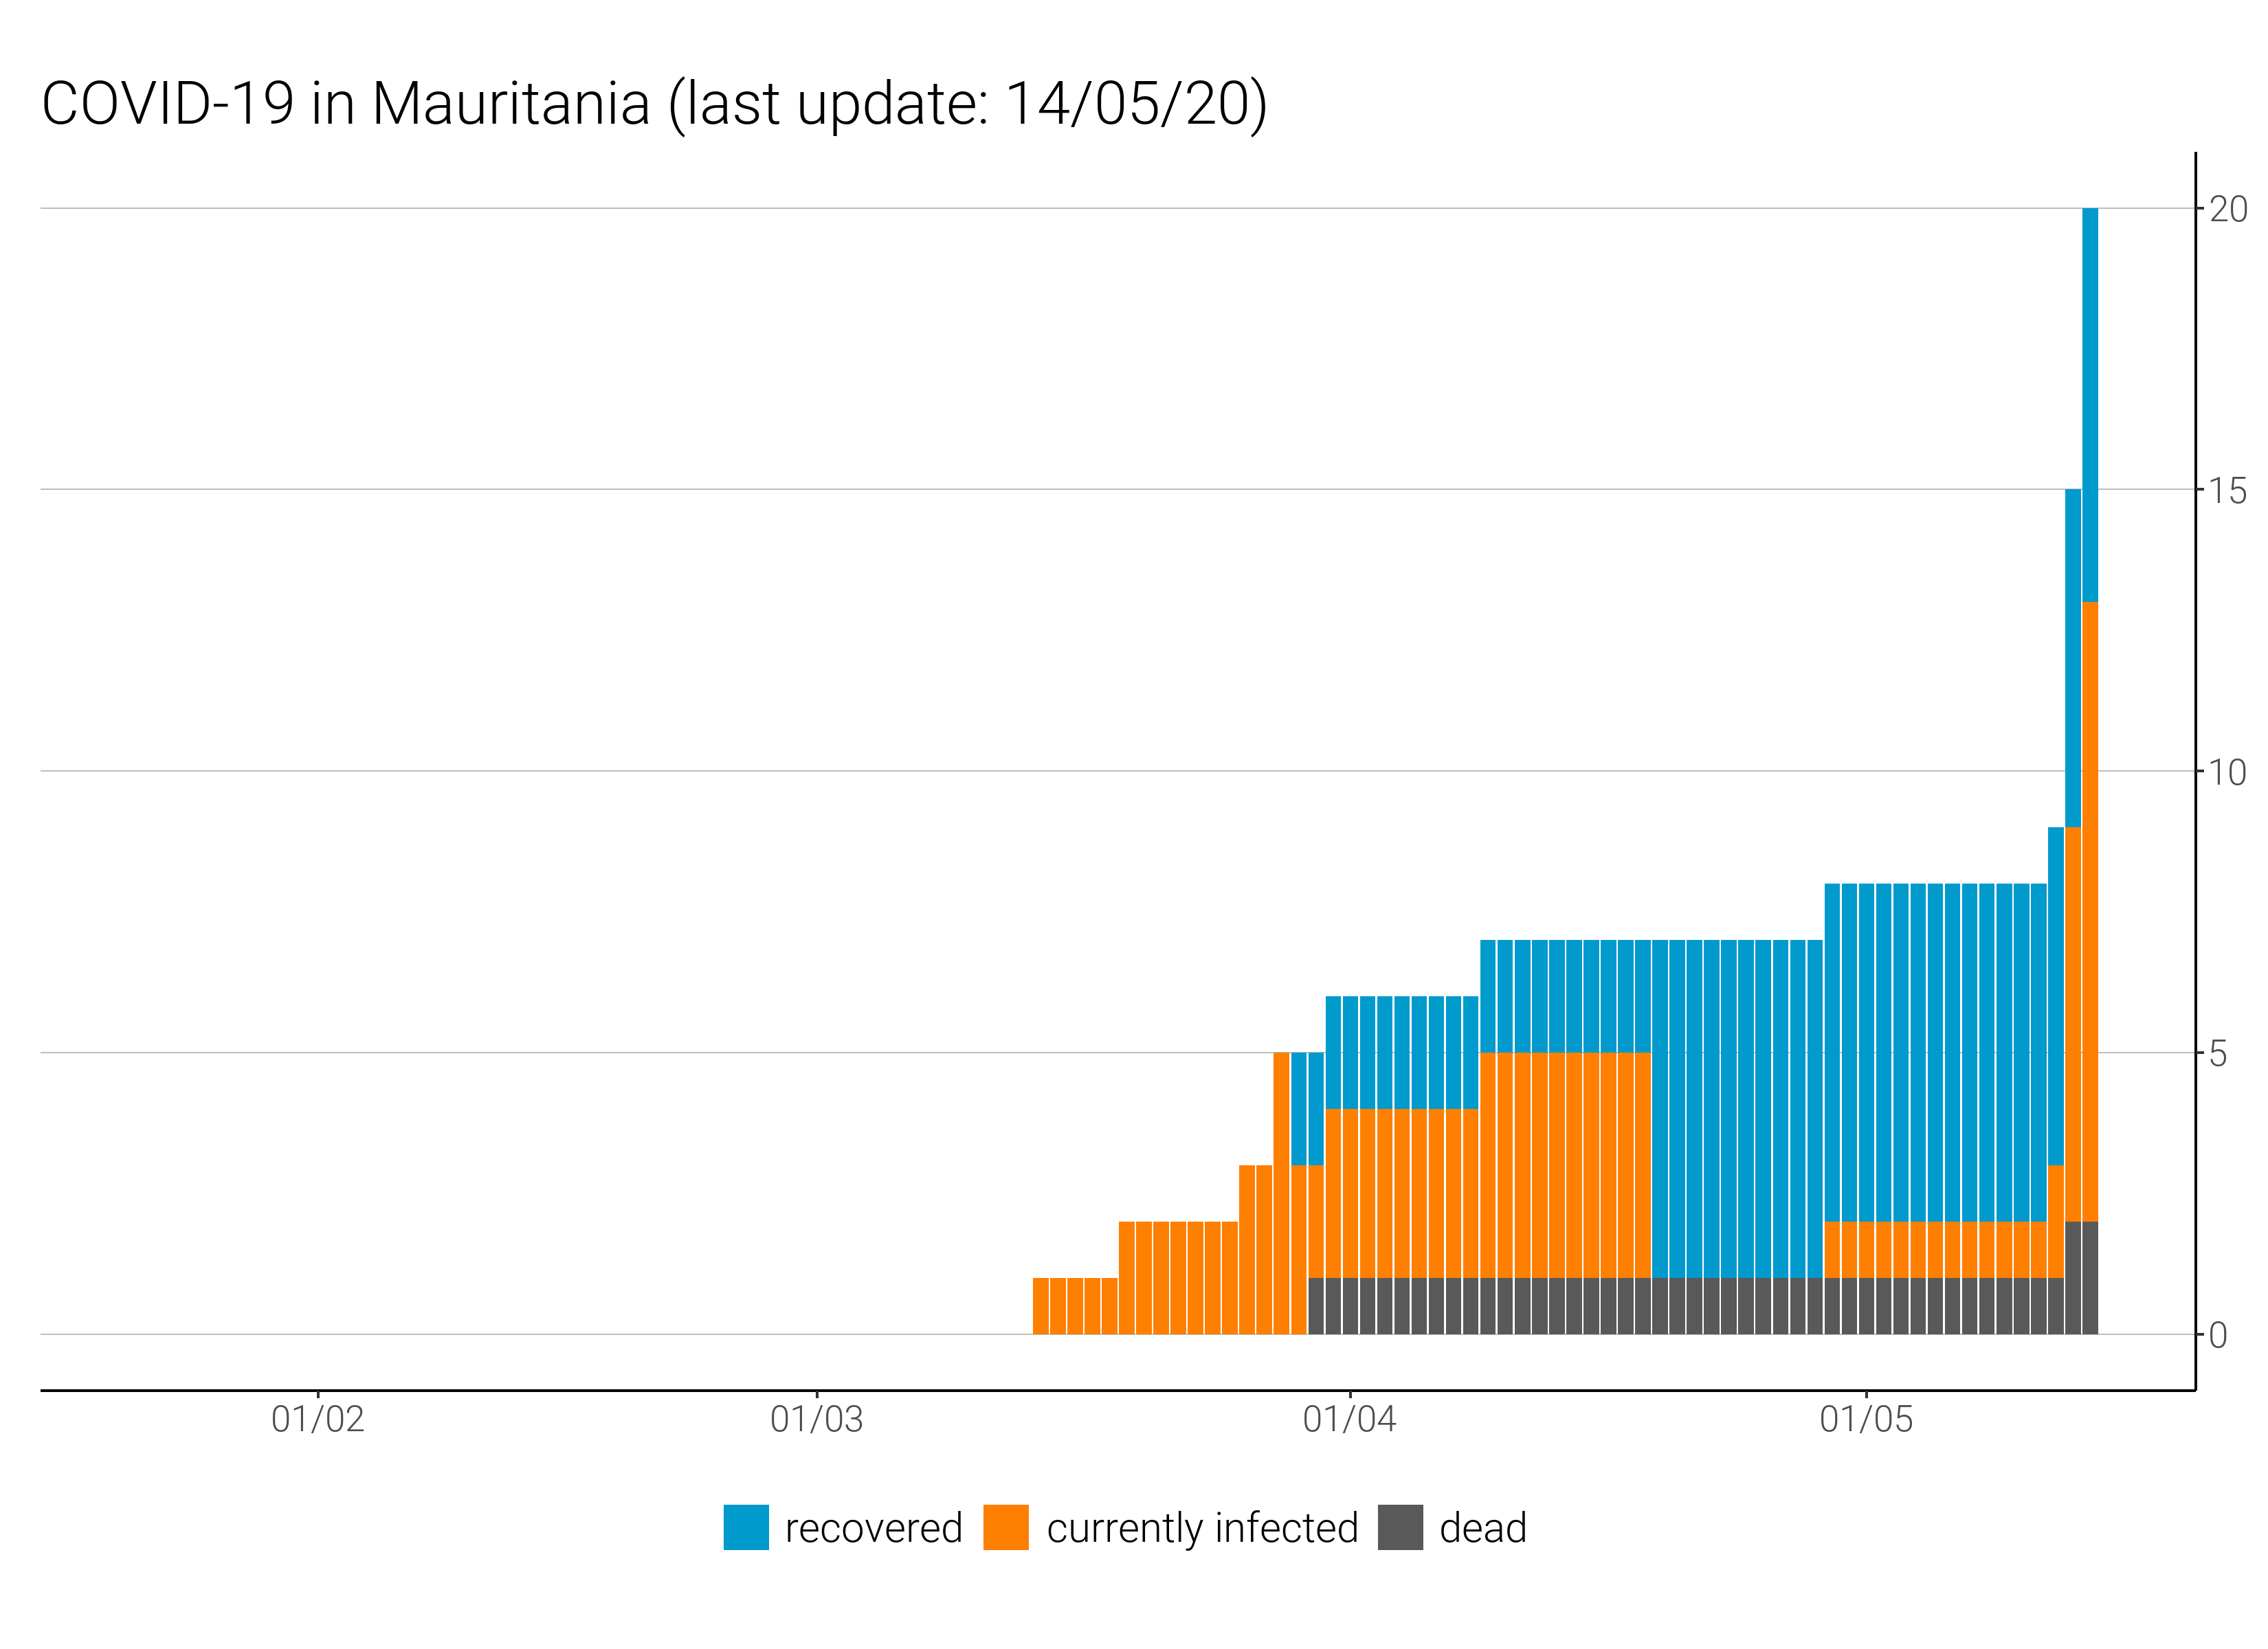 COVID-19 in Mauritania (last update: 14/05/20)
20
15
10
5
0
01/02 01/03 01/04 01/05
recovered currently infected dead